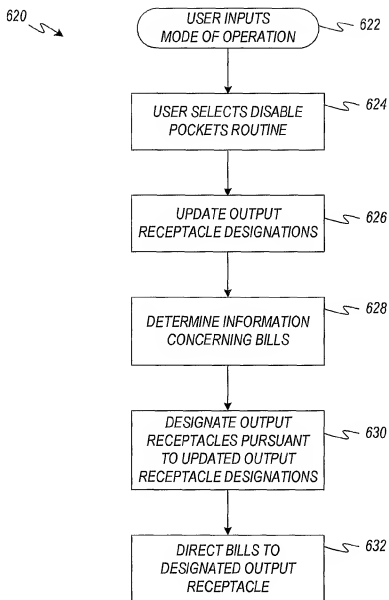 620
USER INPUTS
MODE OF OPERATION
622
USER SELECTS DISABLE
POCKETS ROUTINE
624
UPDATE OUTPUT
RECEPTACLE DESIGNATIONS
626
DETERMINE INFORMATION
CONCERNING BILLS
628
DESIGNATE OUTPUT
RECEPTACLES PURSUANT
TO UPDATED OUTPUT
RECEPTACLE DESIGNATIONS
630
DIRECT BILLS TO
DESIGNATED OUTPUT
RECEPTACLE
632